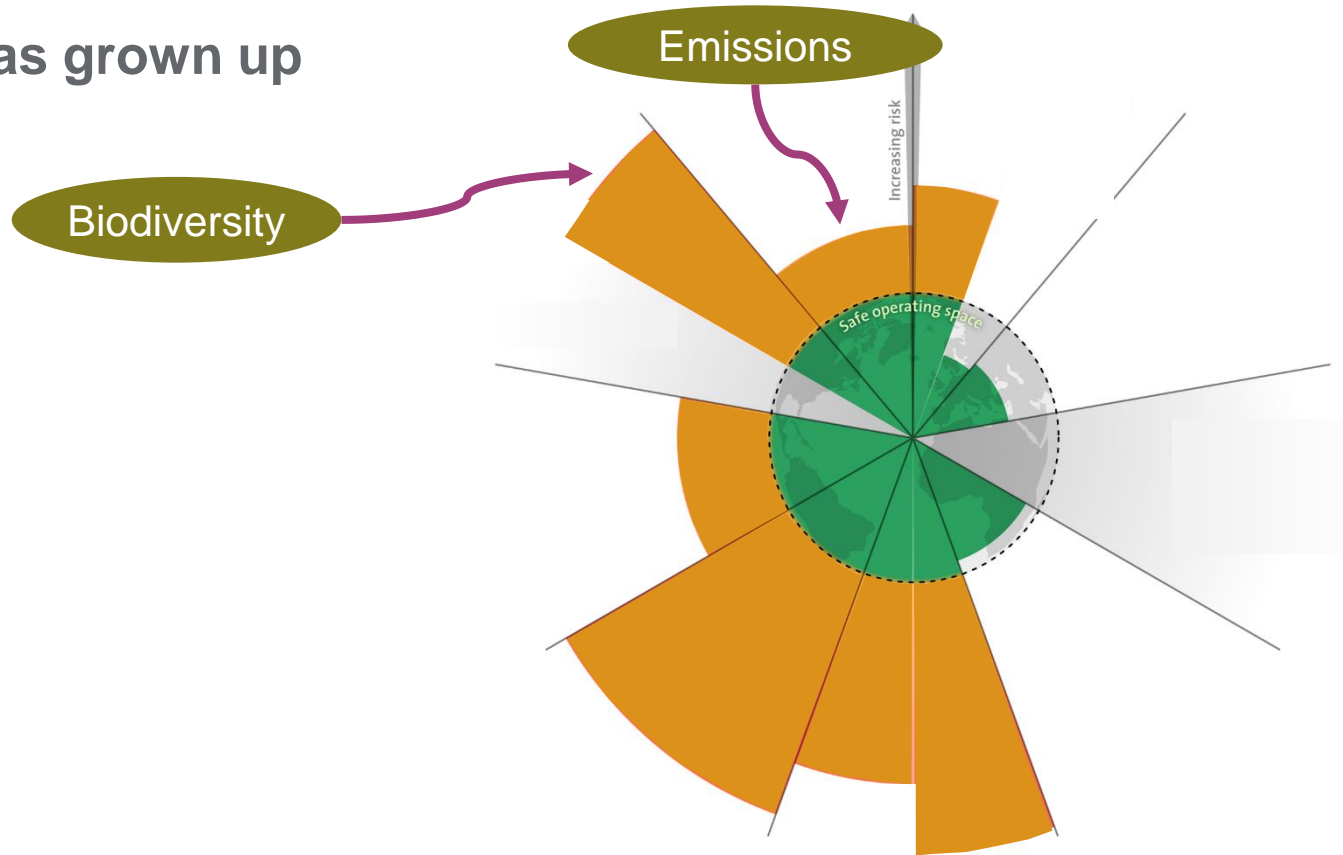 as grown up
Emissions
Biodiversity
Increasing risk
Safe operating space